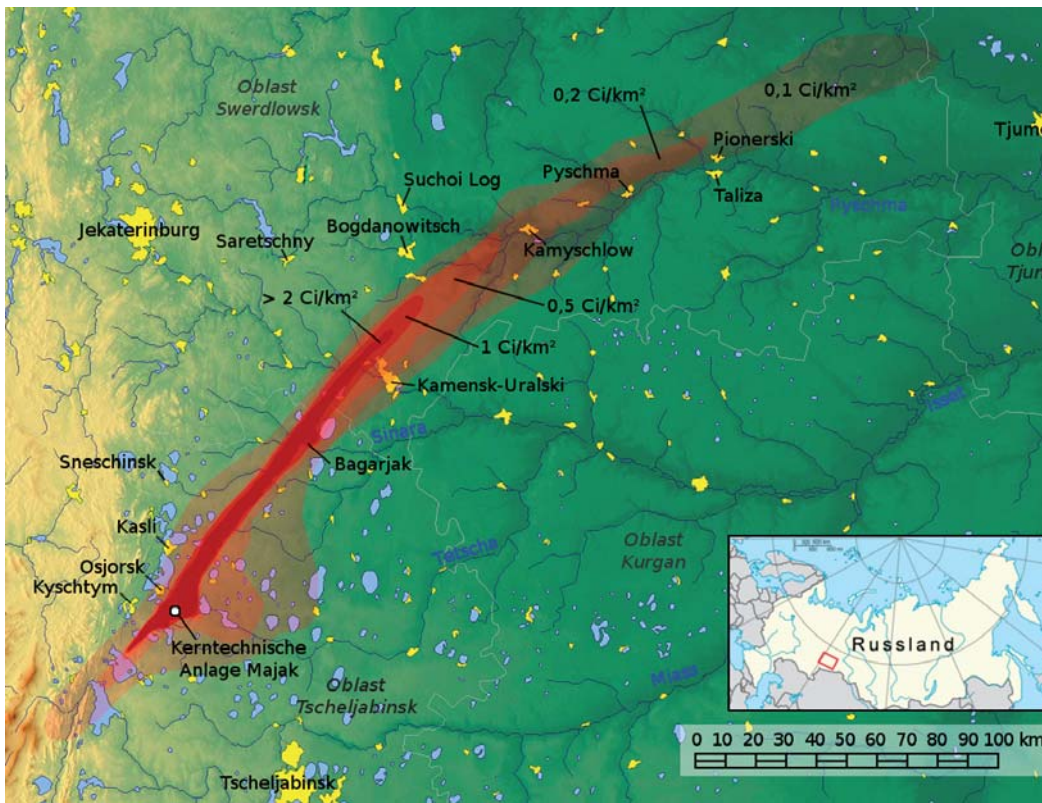 Oblast
Swerdlowsk
0,2 Ci/km²
0,1 Ci/km²
Pionerski
Pyschma
Taliza
Suchoi Log
Bogdanowitsch
Jekaterinburg
Saretschny
Kamyschlow
Pyschma
> 2 Ci/km²
0,5 Ci/km²
1 Ci/km²
Kamensk-Uralski
Sinara
Isset
Bagarjak
Sneschinsk
Kasli
Osjorsk
Kyschtym
Tetscha
Oblast
Kurgan
Kerntechnische
Anlage Majak
Oblast
Tscheljabinsk
Miass
Russland
0 10 20 30 40 50 60 70 80 90 100 km
Tscheljabinsk